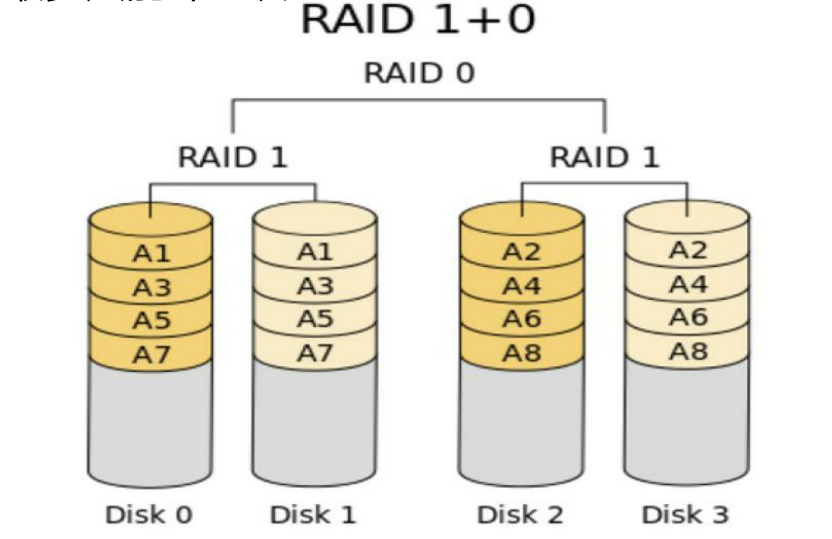 RAID 1+0
RAID 0
RAID 1 RAID 1
A1 A1 A2 A2
A3 A3 A4 A4
A5 A5 A6 A6
A7 A7 A8 A8
Disk 0 Disk 1 Disk 2 Disk 3